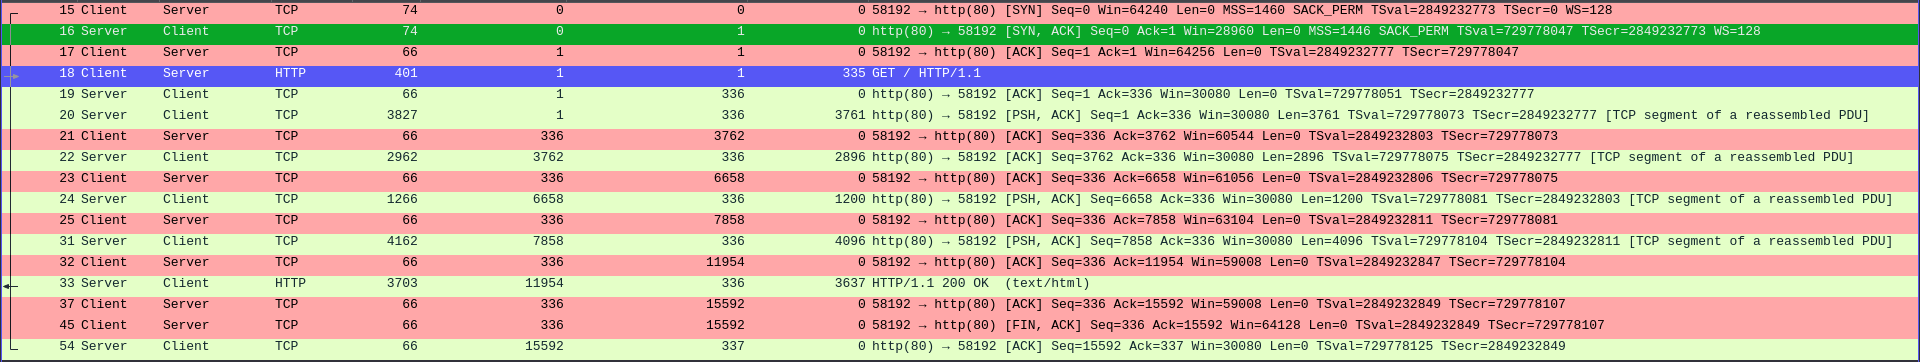 15 Client Server TCP 74 0 0 0 58192 → http(80) [SYN] Seq=0 Win=64240 Len=0 MSS=1460 SACK_PERM TSval=2849232773 TSecr=0 WS=128
16 Server Client TCP 74 0 1 0 58192 → http(80) [SYN, ACK] Seq=0 Ack=1 Win=28960 Len=0 MSS=1446 SACK_PERM TSval=729778047 TSecr=2849232773 WS=128
17 Client Server TCP 66 1 1 0 58192 → http(80) [ACK] Seq=1 Ack=1 Win=64256 Len=0 TSval=2849232777 TSecr=729778047
18 Client Server HTTP 401 1 1 335 GET / HTTP/1.1
19 Server Client TCP 66 1 336 0 http(80) → 58192 [ACK] Seq=1 Ack=336 Win=30080 Len=0 TSval=729778051 TSecr=2849232777
20 Server Client TCP 3827 1 336 3761 http(80) → 58192 [PSH, ACK] Seq=1 Ack=336 Win=30080 Len=3761 TSval=729778073 TSecr=2849232777 [TCP segment of a reassembled PDU]
21 Client Server TCP 66 336 3762 0 58192 → http(80) [ACK] Seq=336 Ack=3762 Win=60544 Len=0 TSval=2849232803 TSecr=729778073
22 Server Client TCP 2962 3762 336 2896 http(80) → 58192 [ACK] Seq=3762 Ack=336 Win=30080 Len=2896 TSval=729778075 TSecr=2849232777 [TCP segment of a reassembled PDU]
23 Client Server TCP 66 336 6658 0 58192 → http(80) [ACK] Seq=336 Ack=6658 Win=61056 Len=0 TSval=2849232806 TSecr=729778075
24 Server Client TCP 1266 6658 336 1200 http(80) → 58192 [PSH, ACK] Seq=6658 Ack=336 Win=30080 Len=1200 TSval=729778081 TSecr=2849232803 [TCP segment of a reassembled PDU]
25 Client Server TCP 66 336 7858 0 58192 → http(80) [ACK] Seq=336 Ack=7858 Win=63104 Len=0 TSval=2849232811 TSecr=729778081
31 Server Client TCP 4162 7858 336 4096 http(80) → 58192 [PSH, ACK] Seq=7858 Ack=336 Win=30080 Len=4096 TSval=729778104 TSecr=2849232811 [TCP segment of a reassembled PDU]
32 Client Server TCP 66 336 11954 0 58192 → http(80) [ACK] Seq=336 Ack=11954 Win=59008 Len=0 TSval=2849232847 TSecr=729778104
33 Server Client HTTP 3703 11954 336 3637 HTTP/1.1 200 OK (text/html)
37 Client Server TCP 66 336 15592 0 58192 → http(80) [ACK] Seq=336 Ack=15592 Win=59008 Len=0 TSval=2849232849 TSecr=729778107
45 Client Server TCP 66 336 15592 0 58192 → http(80) [FIN, ACK] Seq=336 Ack=15592 Win=64128 Len=0 TSval=2849232849 TSecr=729778107
54 Server Client TCP 66 15592 337 0 http(80) → 58192 [ACK] Seq=15592 Ack=337 Win=30080 Len=0 TSval=729778125 TSecr=2849232849